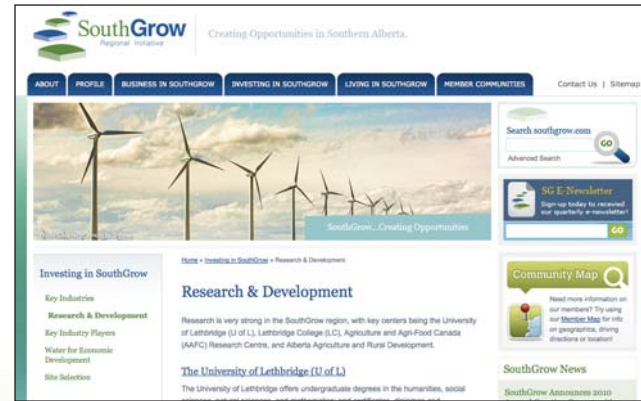 SouthGrow
Regional Initiative
Creating Opportunities in Southern Alberta.
ABOUT
PROFILE
BUSINESS IN SOUTHGROW
INVESTING IN SOUTHGROW
LIVING IN SOUTHGROW
MEMBER COMMUNITIES
Contact Us | Sitemap
Search southgrow.com
GO
Advanced Search
SouthGrow...Creating Opportunities
SG E-Newsletter
Sign-up today to recevied
our quarterly e-newsletter!
GO
Investing in SouthGrow
Key Industries
Research & Development
Key Industry Players
Water for Economic
Development
Site Selection
Home » Investing in SouthGrow » Research & Development
Research & Development
Research is very strong in the SouthGrow region, with key centers being the University
of Lethbridge (U of L), Lethbridge College (LC), Agriculture and Agri-Food Canada
(AAFC) Research Centre, and Alberta Agriculture and Rural Development.
The University of Lethbridge (U of L)
The University of Lethbridge offers undergraduate degrees in the humanities, social
Community Map
Need more information on
our members? Try using
our Member Map for info
on geographics, driving
directions or location!
SouthGrow News
SouthGrow Announces 2010